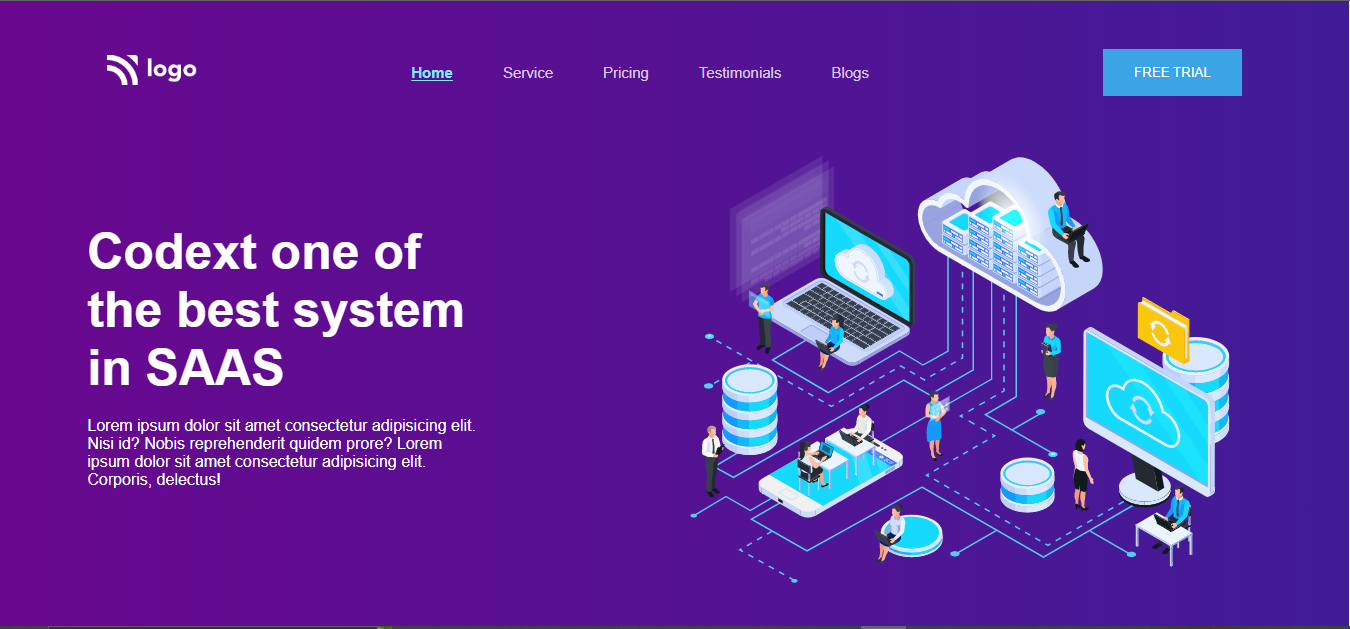 logo
Home
Service
Pricing
Testimonials
Blogs
FREE TRIAL
Codext one of
the best system
in SAAS
Lorem ipsum dolor sit amet consectetur adipisicing elit.
Nisi id? Nobis reprehenderit quidem prore? Lorem
ipsum dolor sit amet consectetur adipisicing elit.
Corporis, delectus!